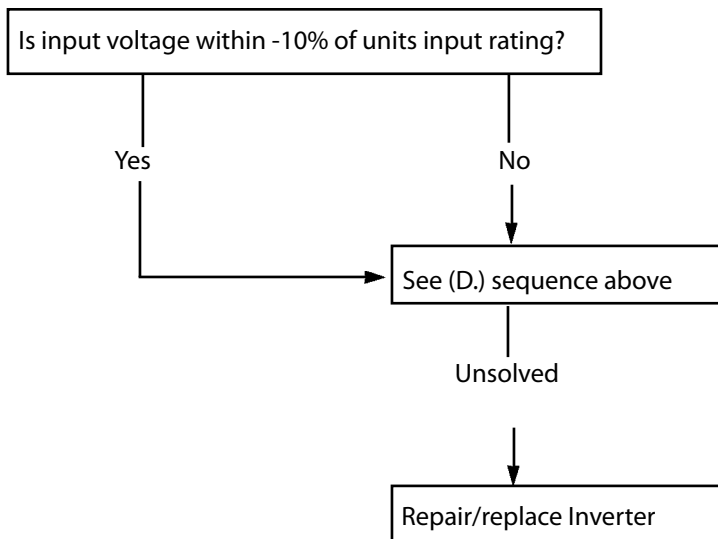 Is input voltage within -10% of units input rating?
Yes
No
See (D.) sequence above
Unsolved
Repair/replace Inverter